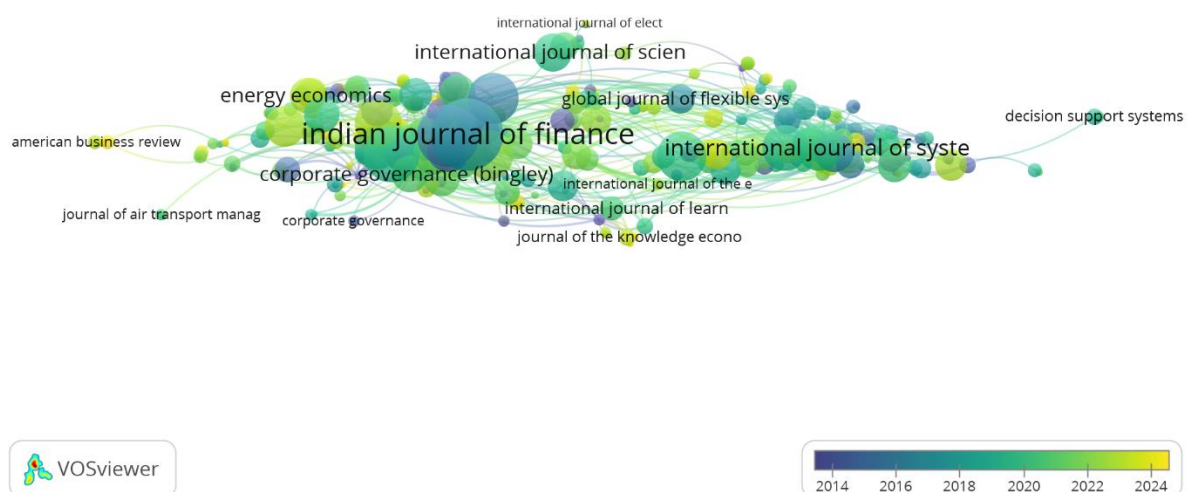 international journal of elect
international journal of scien
energy economics
global journal of flexible sys
decision support systems
indian journal of finance
american business review
international journal of syste
corporate governance (bingley)
international journal of the e
international journal of learn
journal of air transport manag
corporate governance
journal of the knowledge econo
VOSviewer
2014 2016 2018 2020 2022 2024